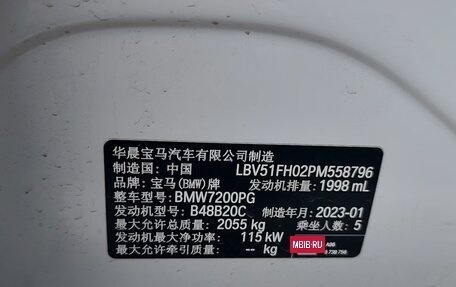 华晨宝马汽车有限公司制造
制造国: 中国 LBV51FH02PM558796
品牌: 宝马(BMW)牌 发动机排量: 1998 mL
整车型号: BMW7200PG
发动机型号: B48B20C 制造年月: 2023-01
最大允许总质量: 2055 kg 乘坐人数: 5
发动机最大净功率: 115 kW
最大允许牵引质量: -- kg
MBIB.RU